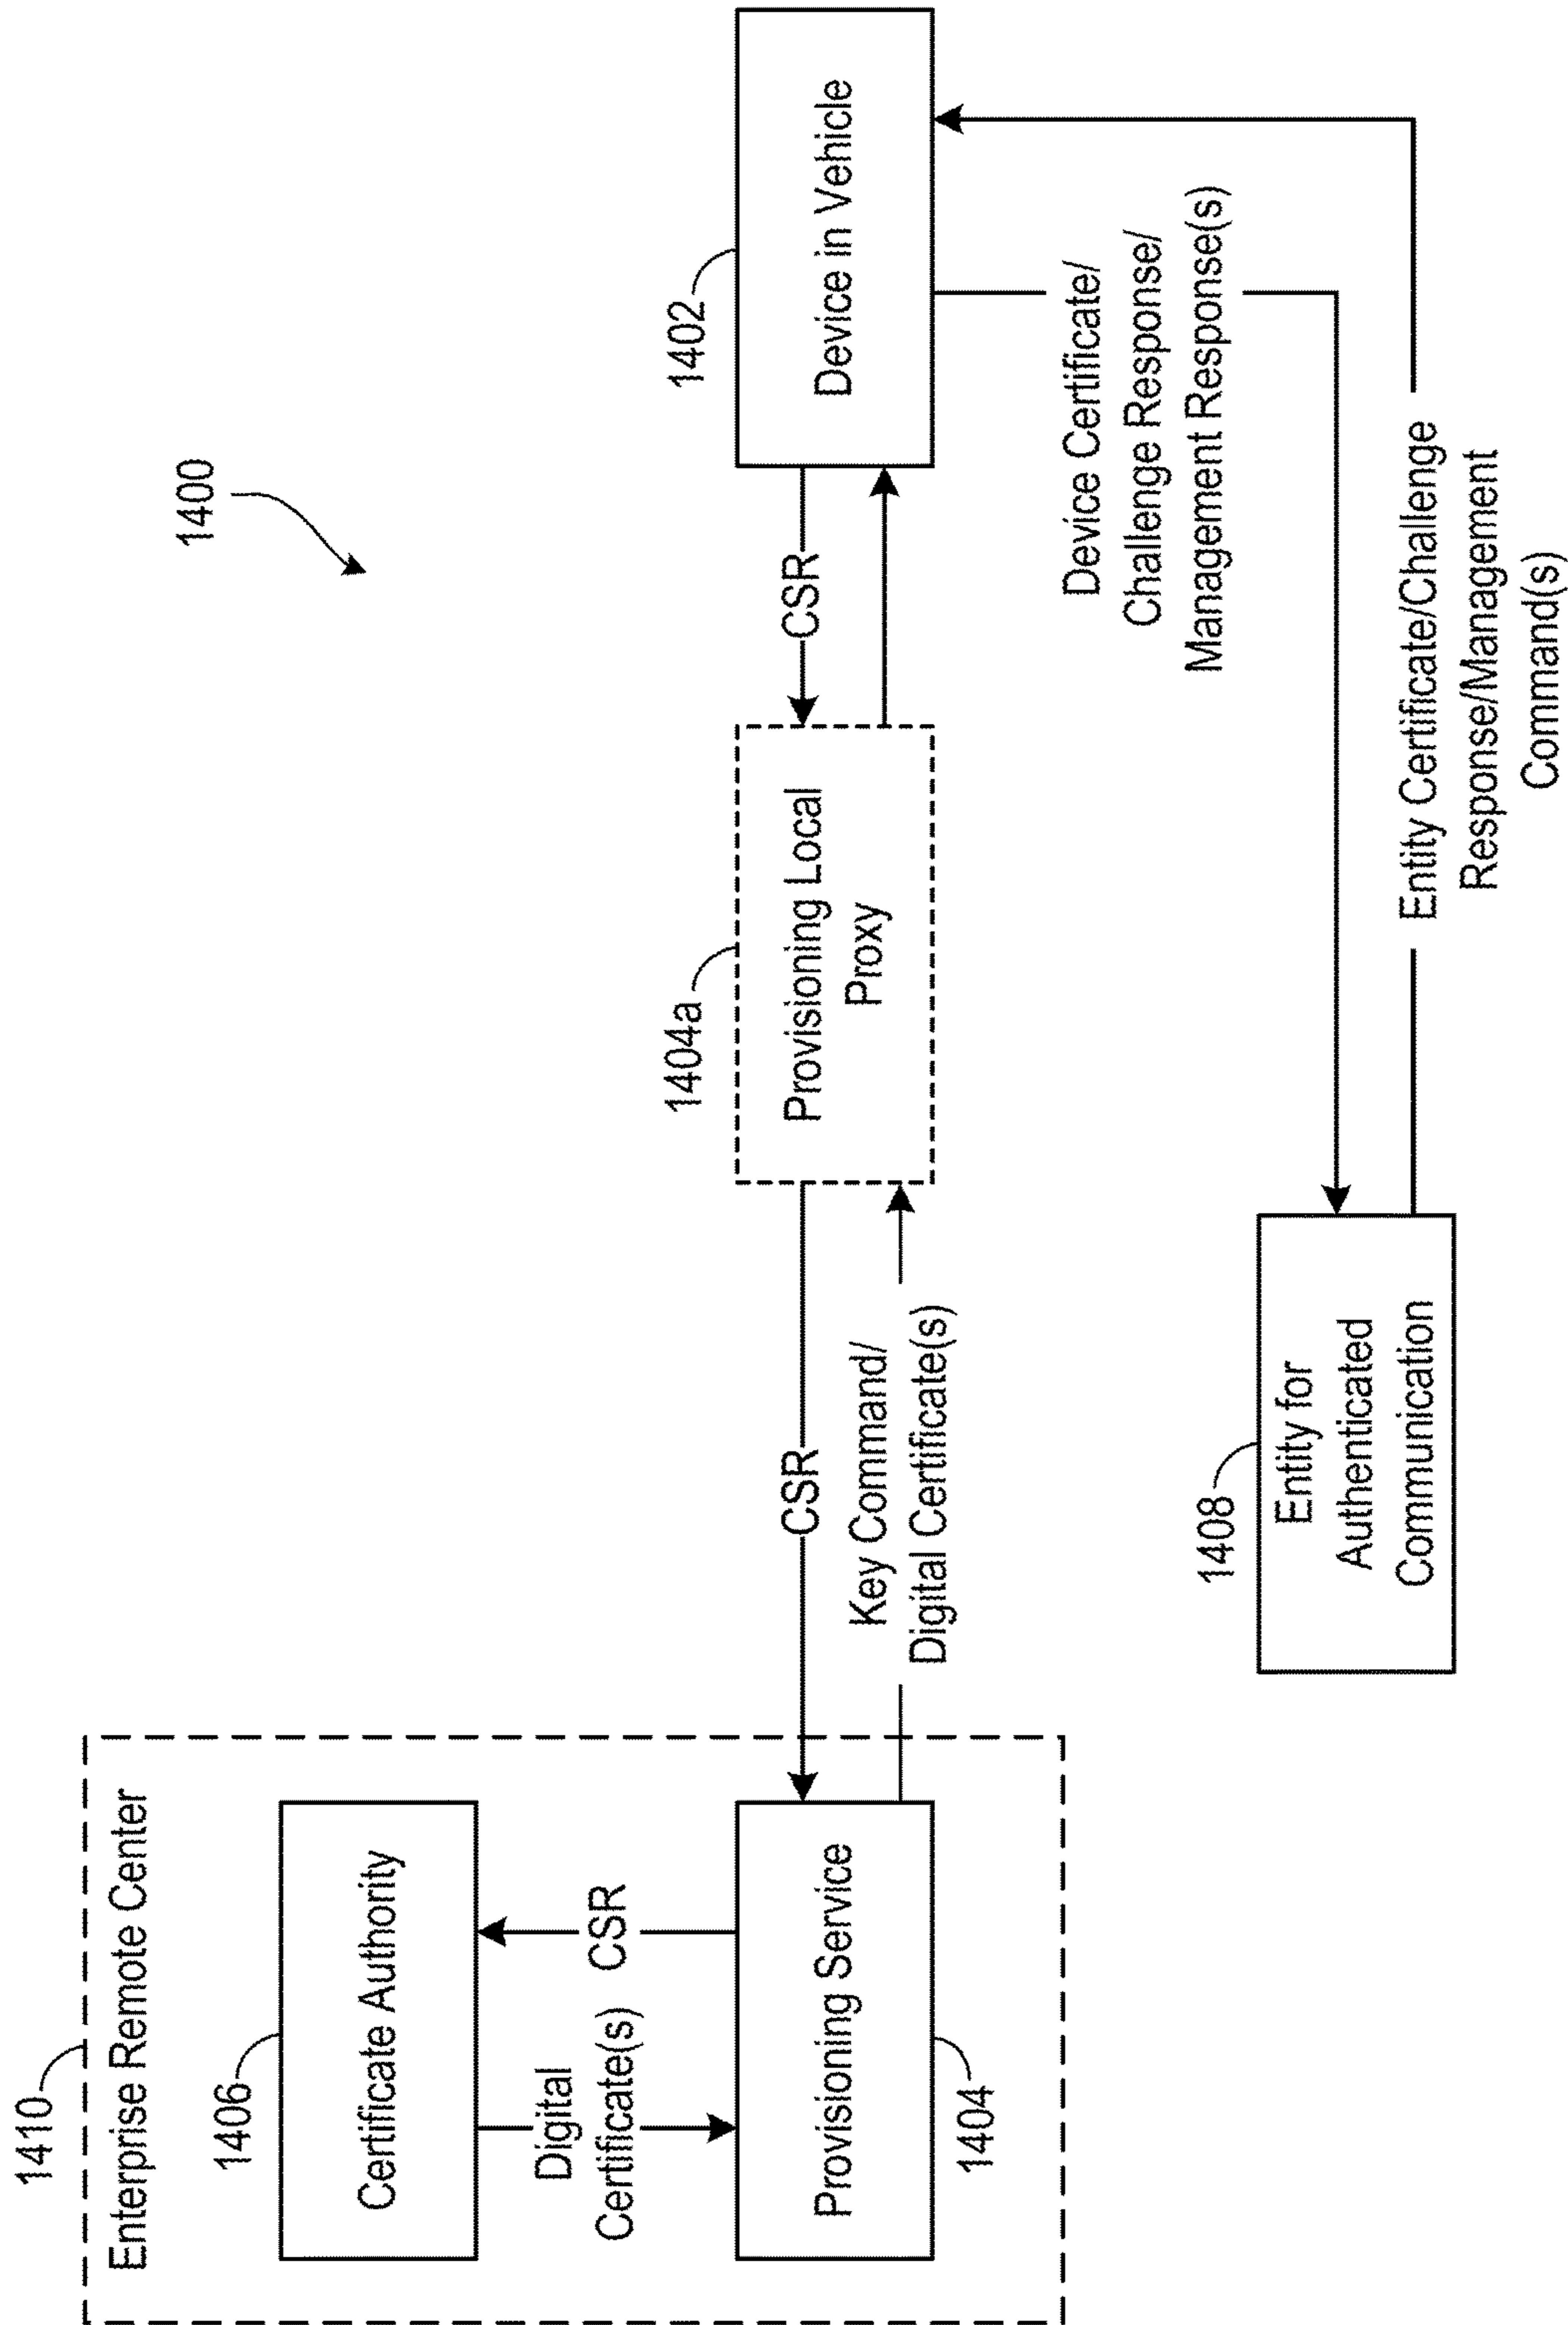 1400
1410
Enterprise Remote Center
1406
Certificate Authority
Digital
Certificate(s)
CSR
Provisioning Service
1404
CSR
Key Command/
Digital Certificate(s)
1404a
Provisioning Local
Proxy
CSR
1402
Device in Vehicle
Device Certificate/
Challenge Response/
Management Response(s)
1408
Entity for
Authenticated
Communication
Entity Certificate/Challenge
Response/Management
Command(s)